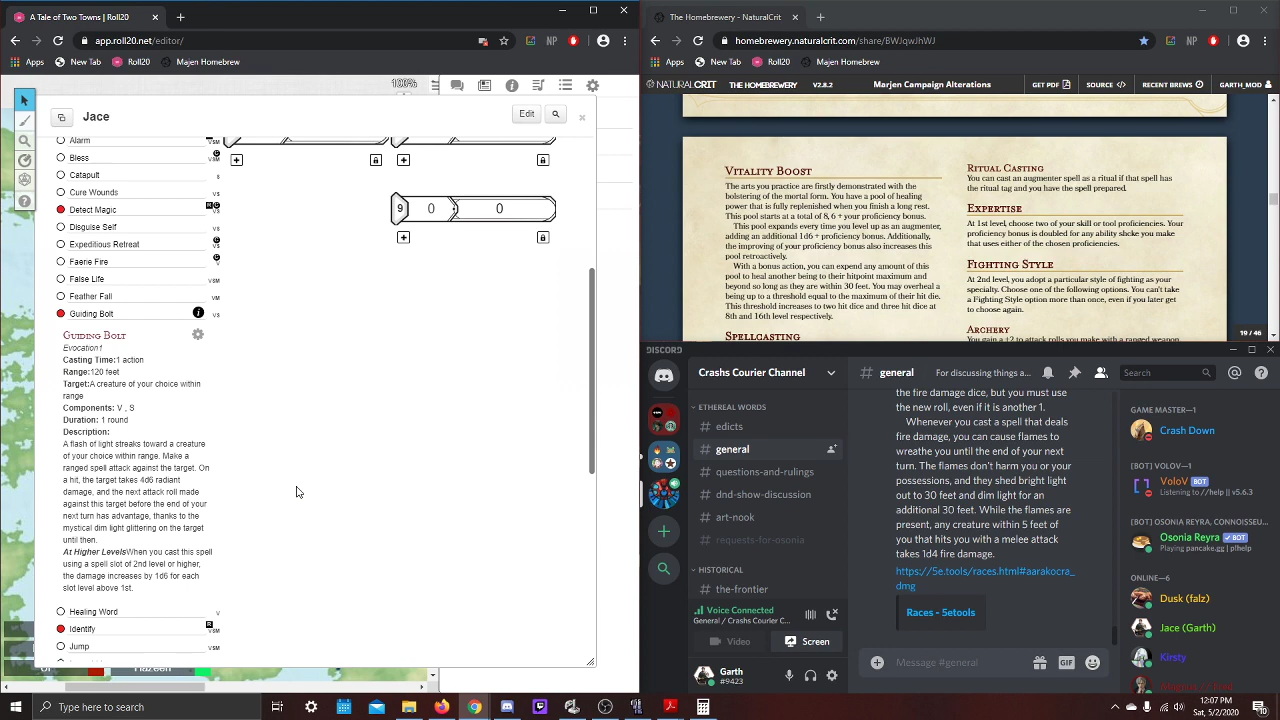 A Tale of Two Tables | Roll20
app.roll20.net/editor/
Apps
New Tab
Roll20
Majen Homebrew
100%
Jace
Edit
Alarm
Bless
Catapult
Cure Wounds
Detect Magic
Disguise Self
Expeditious Retreat
Faerie Fire
False Life
Feather Fall
Guiding Bolt
9 0 0
Guiding Bolt
Evocation1
Casting Time:1 action
Range:120 feet
Target:A creature of your choice within
range
Components: V , S
Duration: 1 round
Description:
A flash of light streaks toward a creature
of your choice within range. Make a
ranged spell attack against the target. On
a hit, the target takes 4d6 radiant
damage, and the next attack roll made
against this target before the end of your
next turn has advantage, thanks to the
mystical dim light glittering on the target
until then.
At Higher LevelsWhen you cast this spell
using a spell slot of 2nd level or higher,
the damage increases by 1d6 for each
slot level above 1st.
Healing Word
Identify
Jump
The Homebrewery - NaturalCrit
homebrewery.naturalcrit.com/share/BWJqwJhWJ
Apps
New Tab
Roll20
Majen Homebrew
NATURALCRIT
THE HOMEBREWERY
V2.8.2
Marjen Campaign Alterations
GET PDF
SOURCE
RECENT BREWS
GARTH_MOD
Vitality Boost
The arts you practice are firstly demonstrated with the
bolstering of the mortal form. You have a pool of healing
power that is fully replenished when you finish a long rest.
This pool starts at a total of 8, 6 + your proficiency bonus.
This pool expands every time you level up as an augmenter,
adding an additional 1d6 + proficiency bonus. Additionally,
the improving of your proficiency bonus also increases this
pool retroactively.
With a bonus action, you can expend any amount of this
pool to heal another being to their hitpoint maximum and
beyond so long as they are within 30 feet. You may overheal a
being up to a threshold equal to the maximum of their hit die.
This threshold increases to two hit dice and three hit dice at
8th and 16th level respectively.
Spellcasting
Ritual Casting
You can cast an augmenter spell as a ritual if that spell has
the ritual tag and you have the spell prepared.
Expertise
At 1st level, choose two of your skill or tool proficiencies. Your
proficiency bonus is doubled for any ability shcke you make
that uses either of the chosen proficiencies.
Fighting Style
At 2nd level, you adopt a particular style of fighting as your
specialty. Choose one of the following options. You can't take
a Fighting Style option more than once, even if you later get
to choose again.
Archery
You gain a +2 to attack rolls you make with a ranged weapon
19 / 46
DISCORD
Crashs Courier Channel
general
For discussing things a...
Search
ETHEREAL WORDS
edicts
general
questions-and-rulings
dnd-show-discussion
art-nook
requests-for-osonia
HISTORICAL
the-frontier
Voice Connected
General / Crashs Courier C...
Video
Screen
Garth
#9423
the fire damage dice, but you must use
the new roll, even if it is another 1.
Whenever you cast a spell that deals
fire damage, you can cause flames to
wreathe you until the end of your next
turn. The flames don't harm you or your
possessions, and they shed bright light
out to 30 feet and dim light for an
additional 30 feet. While the flames are
present, any creature within 5 feet of
you that hits you with a melee attack
takes 1d4 fire damage.
https://5e.tools/races.html#aarakocra_
dmg
Races - 5etools
Message #general
GIF
GAME MASTER—1
Crash Down
[BOT] VOLOV—1
VoloV BOT
Listening to //help || v5.6.3
[BOT] OSONIA REYRA, CONNOISSEU...
Osonia Reyra BOT
Playing pancake.gg | p!help
ONLINE—6
Dusk (falz)
Jace (Garth)
Kirsty
Type here to search
12:07 PM
Sat, 5/2/2020